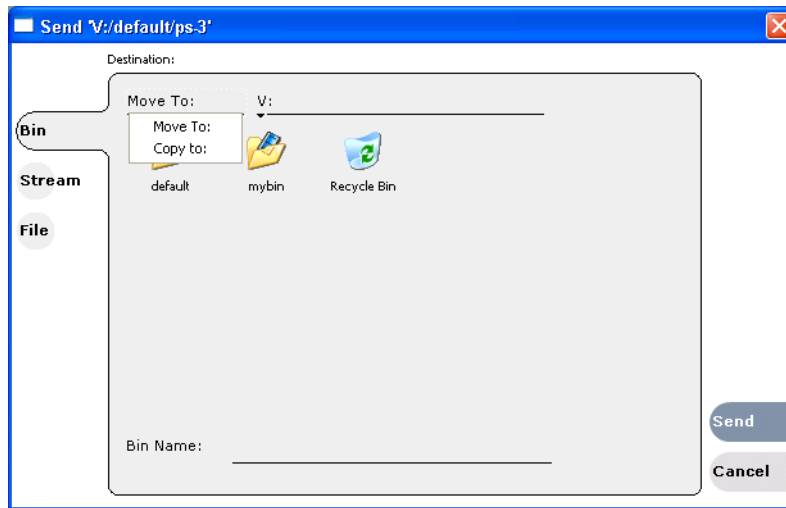 Send 'V:/default/ps-3'
Destination:
Move To: V:
Move To:
Copy to:
Bin
Stream
File
default mybin Recycle Bin
Bin Name:
Send
Cancel